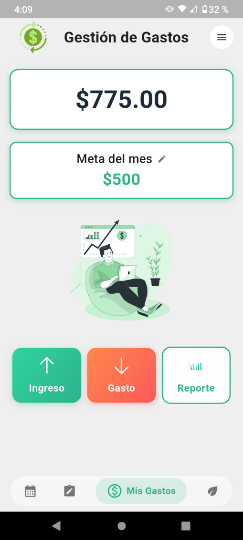 4:09
32 %
Gestión de Gastos
$775.00
Meta del mes
$500
Ingreso
Gasto
Reporte
Mis Gastos